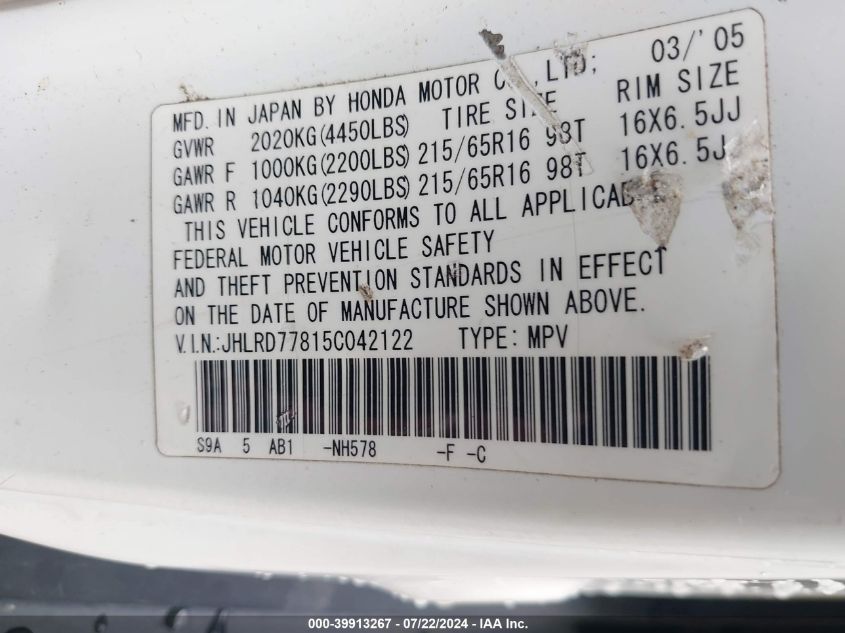 MFD. IN JAPAN BY HONDA MOTOR CO., LTD; 03/'05
GVWR 2020KG(4450LBS) TIRE SIZE RIM SIZE
GAWR F 1000KG(2200LBS) 215/65R16 98T 16X6.5JJ
GAWR R 1040KG(2290LBS) 215/65R16 98T 16X6.5J
THIS VEHICLE CONFORMS TO ALL
FEDERAL MOTOR VEHICLE SAFETY
AND THEFT PREVENTION STANDARDS IN EFFECT
ON THE DATE OF MANUFACTURE SHOWN ABOVE.
V.I.N.:JHLRD77815C042122 TYPE: MPV
S9A 5 AB1 -NH578 -F -C
000-39913267 - 07/22/2024 - IAA Inc.